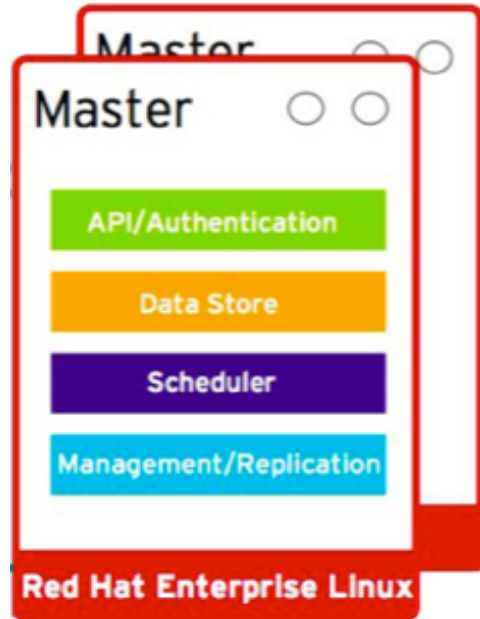 Master
Master
API/Authentication
Data Store
Scheduler
Management/Replication
Red Hat Enterprise Linux